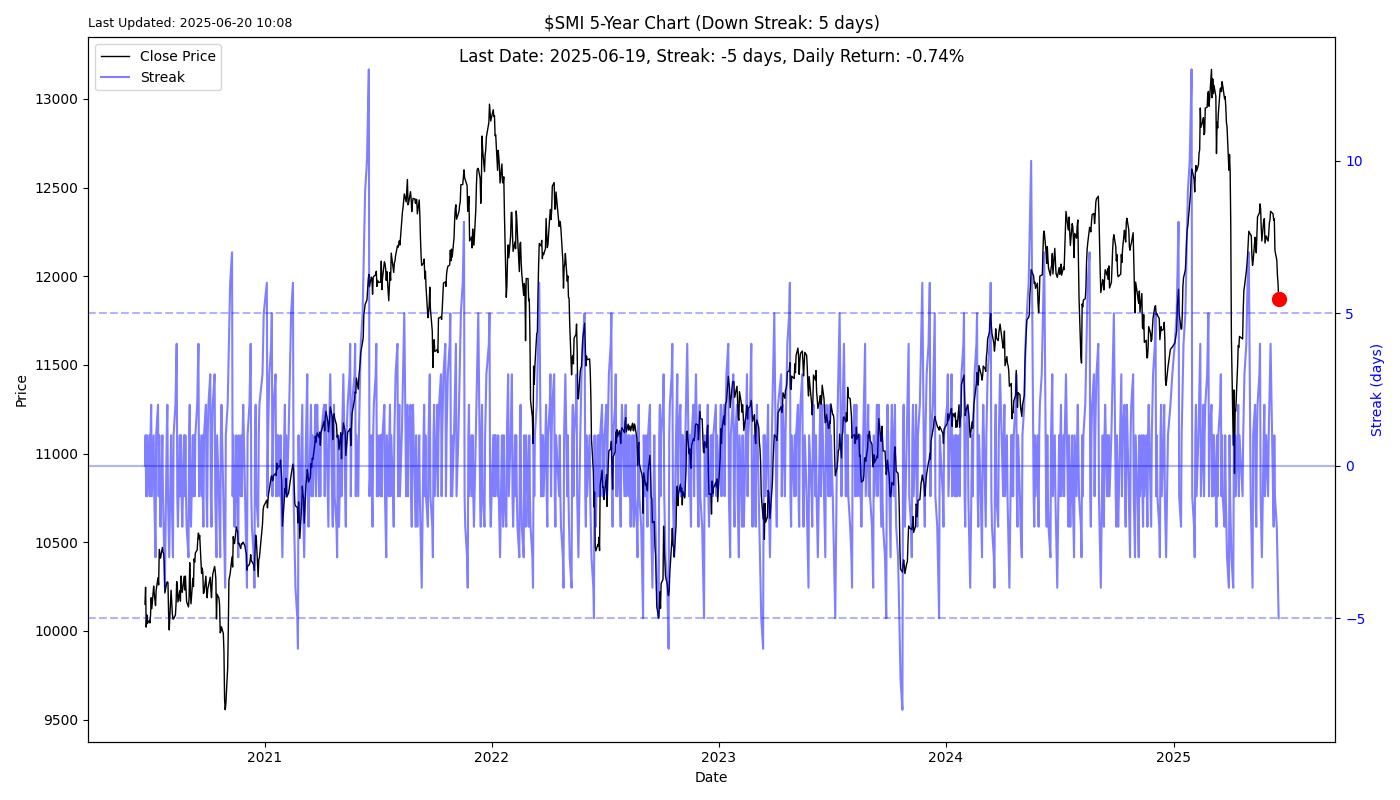 Last Updated: 2025-06-20 10:08
$SMI 5-Year Chart (Down Streak: 5 days)
Last Date: 2025-06-19, Streak: -5 days, Daily Return: -0.74%
Close Price
Streak
Price
13000
12500
12000
11500
11000
10500
10000
9500
10
5
0
−5
Streak (days)
2021
2022
2023
2024
2025
Date